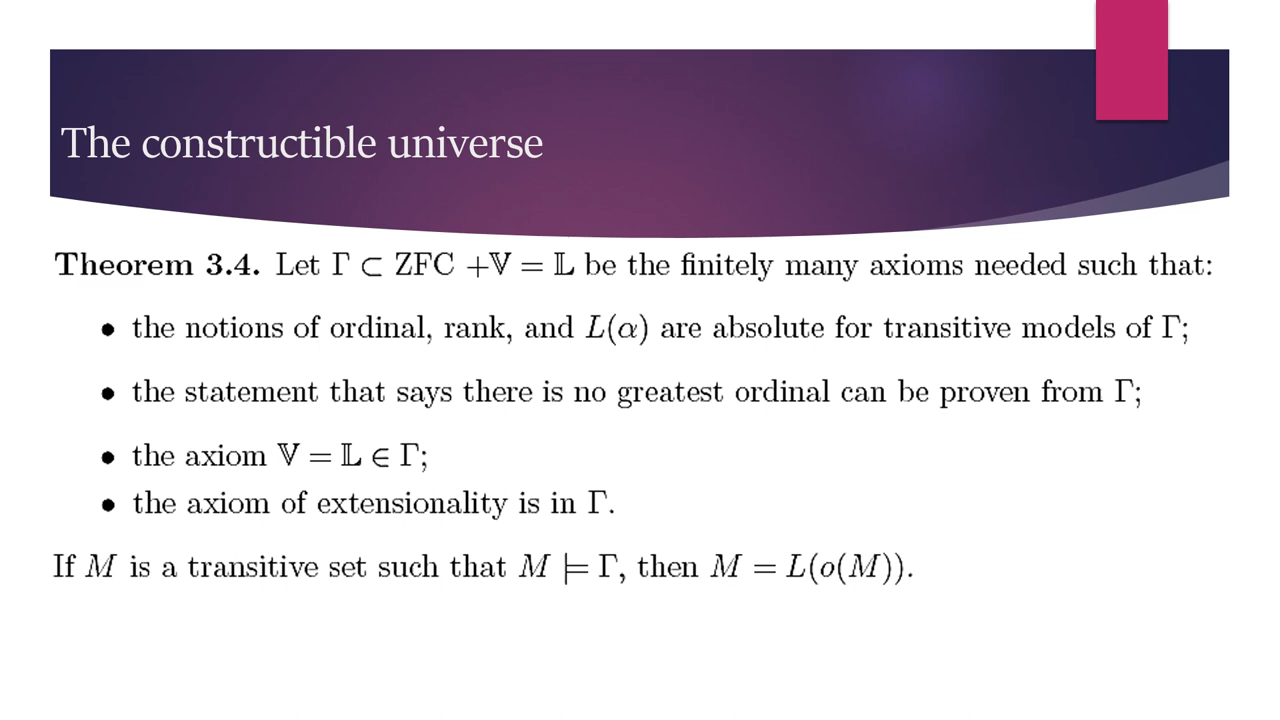 The constructible universe
Theorem 3.4. Let Γ ⊂ ZFC +𝕍 = 𝕃 be the finitely many axioms needed such that:
• the notions of ordinal, rank, and L(α) are absolute for transitive models of Γ;
• the statement that says there is no greatest ordinal can be proven from Γ;
• the axiom 𝕍 = 𝕃 ∈ Γ;
• the axiom of extensionality is in Γ.
If M is a transitive set such that M ⊨ Γ, then M = L(o(M)).